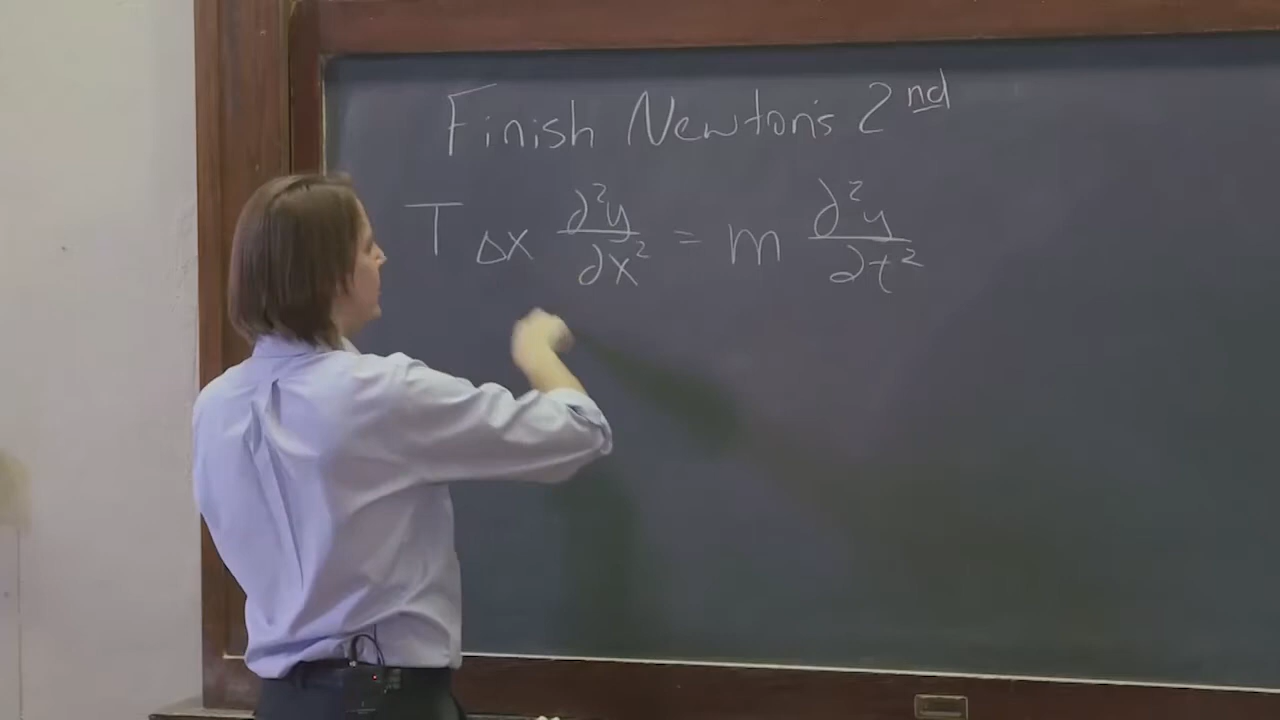 Finish Newton's 2nd
T Δx ∂²y/∂x² = m ∂²y/∂t²